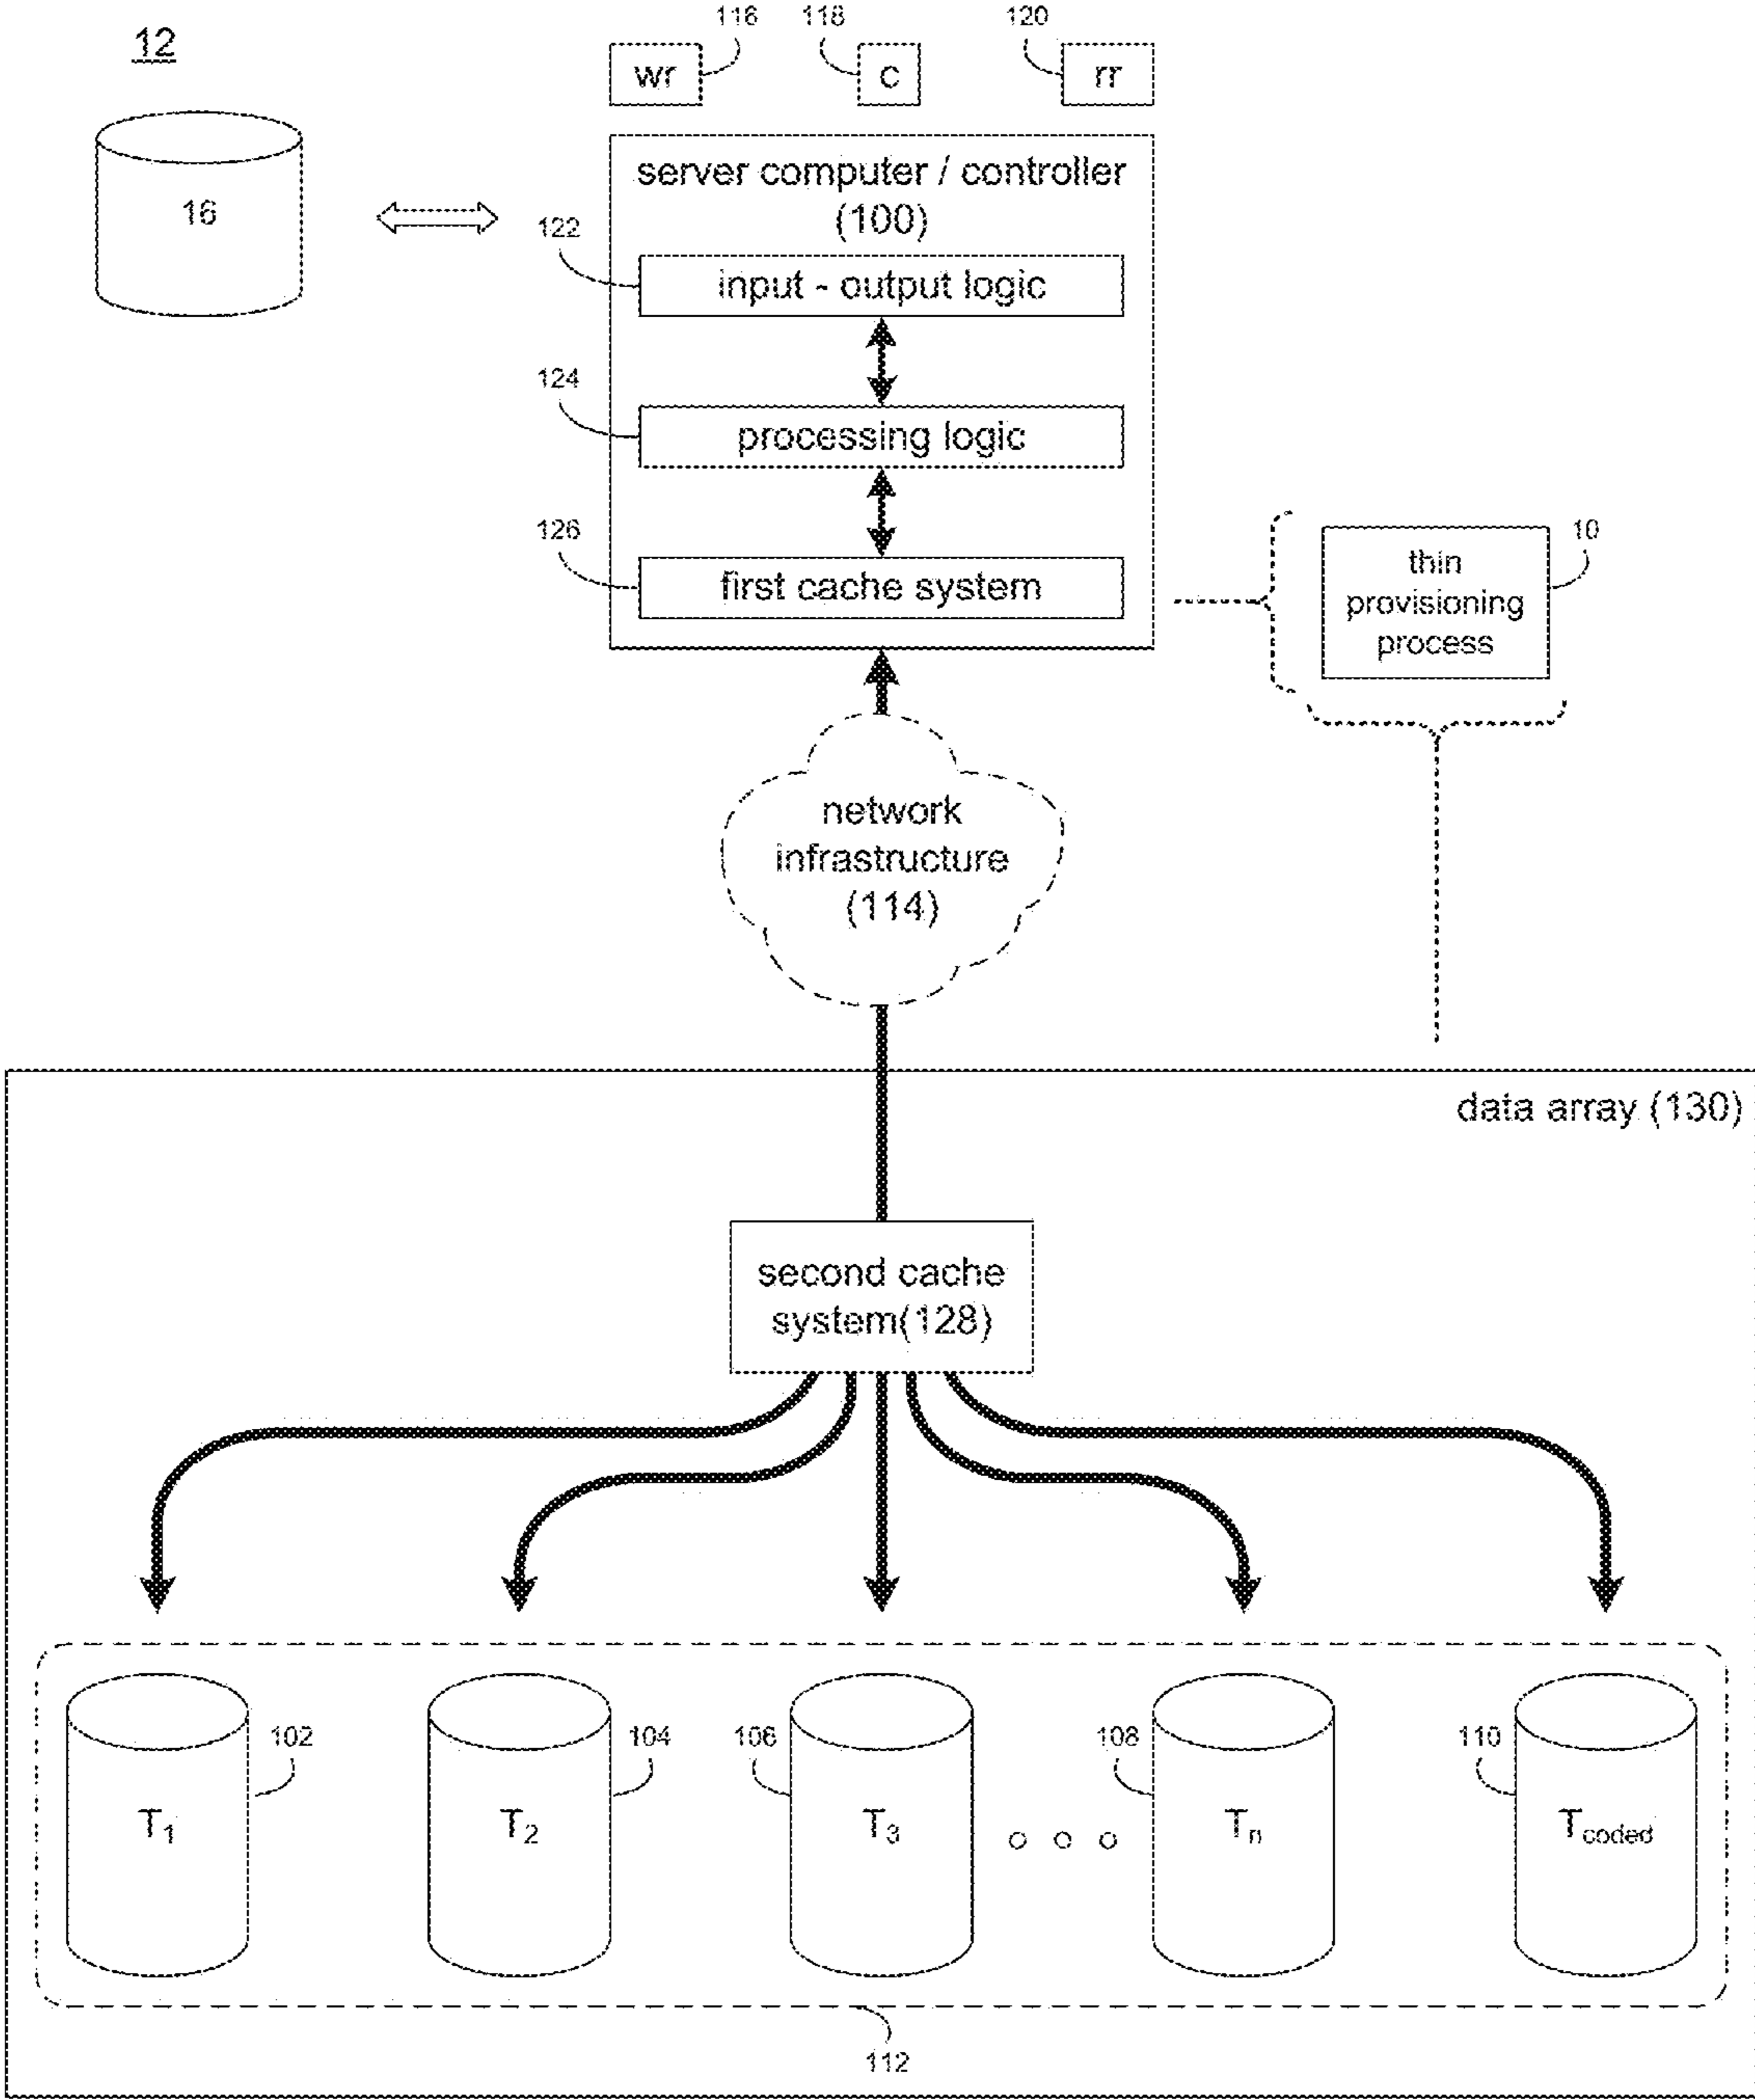 12
116
118
120
wr
c
rr
16
server computer / controller
(100)
122
input - output logic
124
processing logic
126
first cache system
10
thin
provisioning
process
network
infrastructure
(114)
data array (130)
second cache
system(128)
102
104
106
108
110
T1
T2
T3
Tn
Tcoded
112